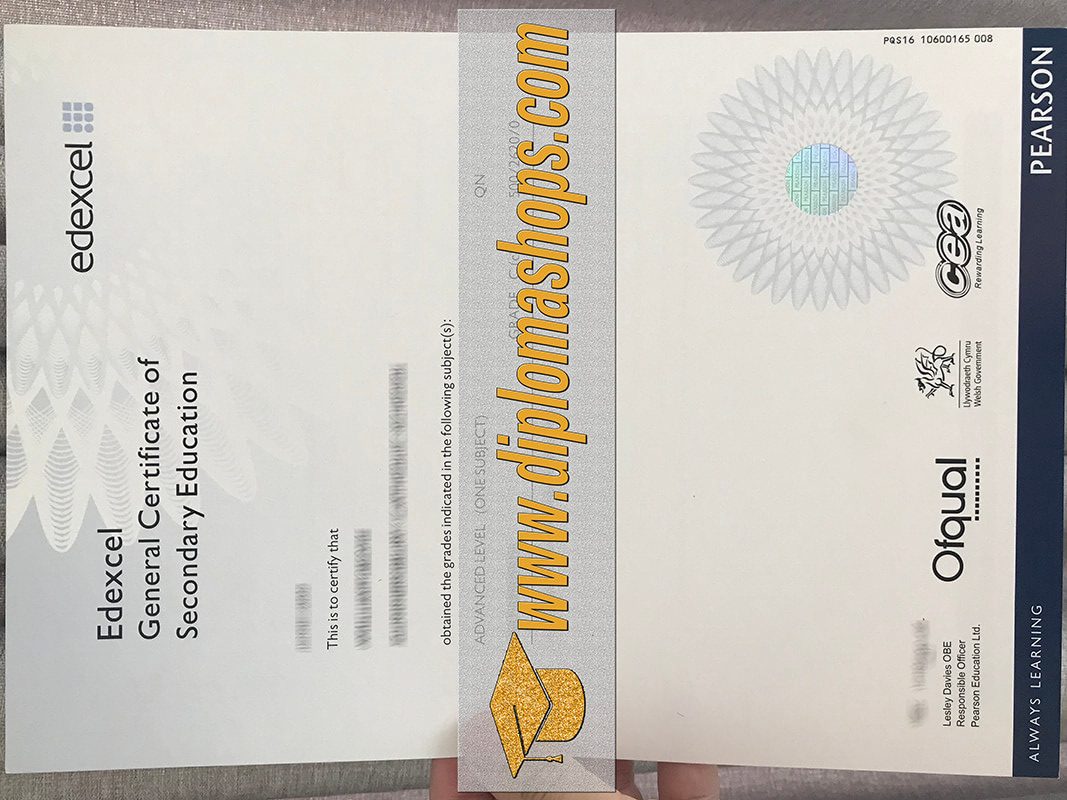 PQS16 10600165 008
edexcel
Edexcel
General Certificate of
Secondary Education
This is to certify that
obtained the grades indicated in the following subject(s):
ADVANCED LEVEL (ONE SUBJECT)
GRADE
QN
www.diplomashops.com
Lesley Davies OBE
Responsible Officer
Pearson Education Ltd.
Ofqual
Llywodraeth Cymru
Welsh Government
cea
Rewarding Learning
ALWAYS LEARNING
PEARSON